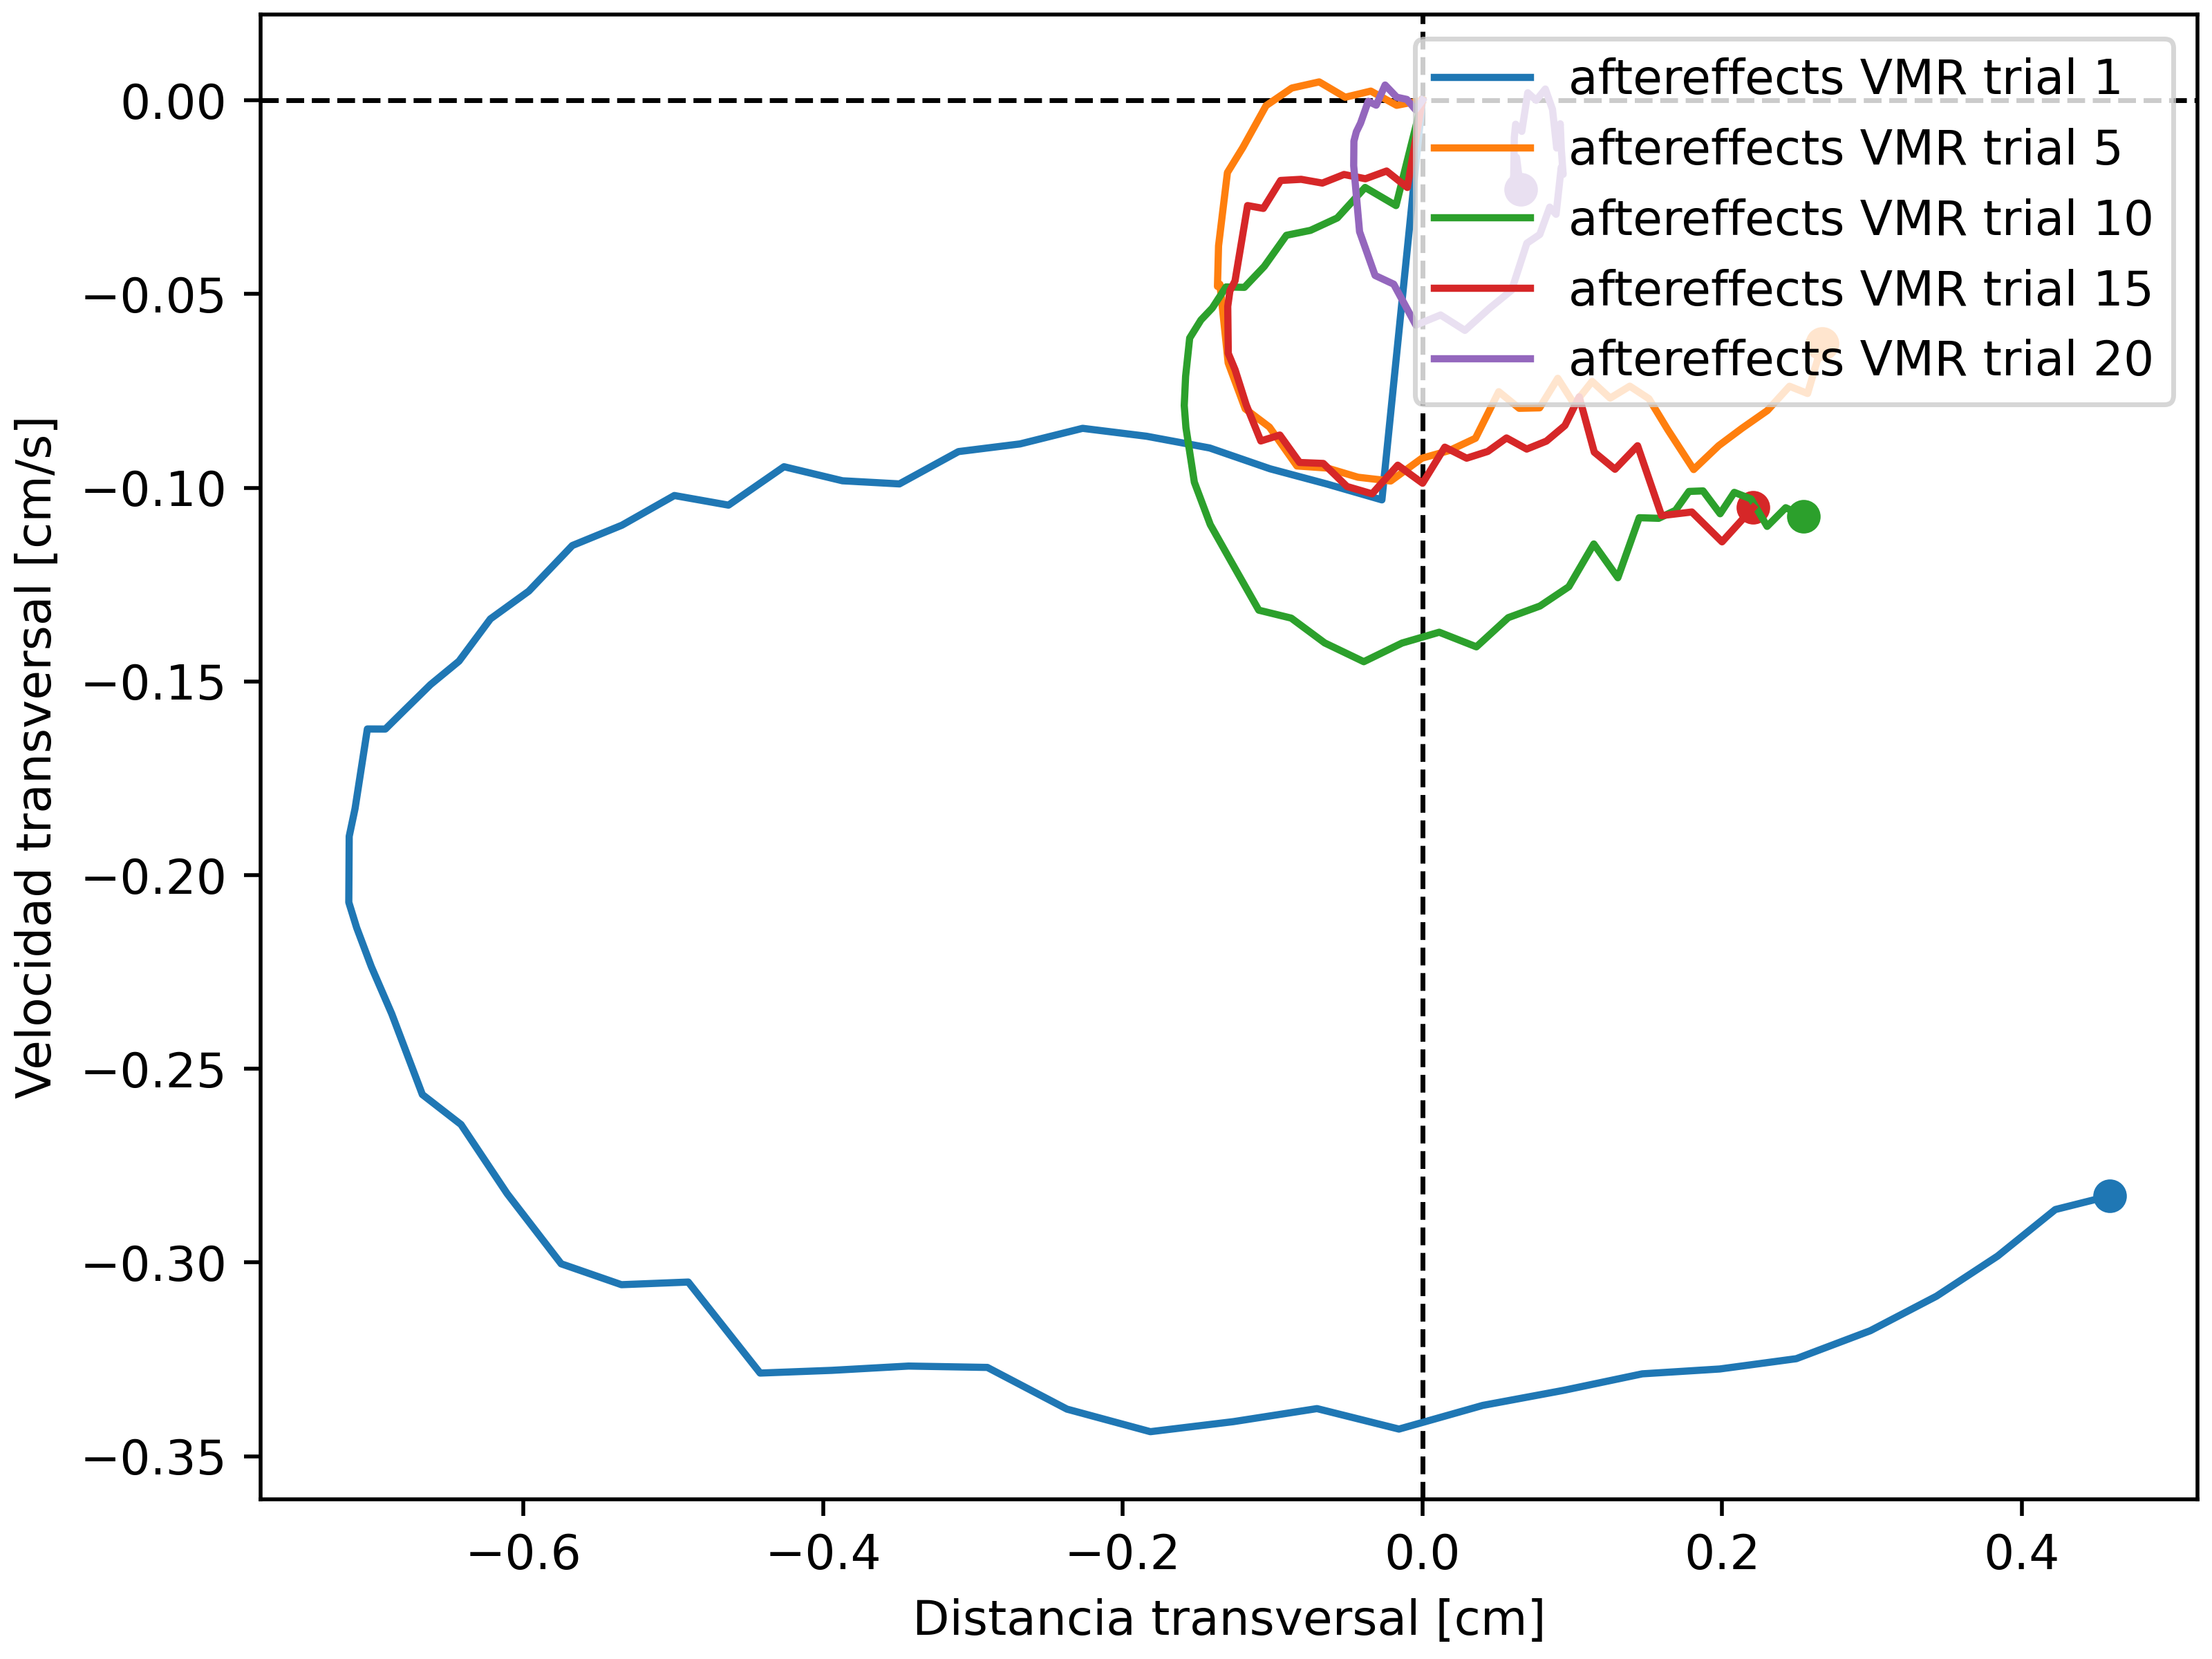 0.00
−0.05
−0.10
−0.15
−0.20
−0.25
−0.30
−0.35
Velocidad transversal [cm/s]
aftereffects VMR trial 1
aftereffects VMR trial 5
aftereffects VMR trial 10
aftereffects VMR trial 15
aftereffects VMR trial 20
−0.6 −0.4 −0.2 0.0 0.2 0.4
Distancia transversal [cm]